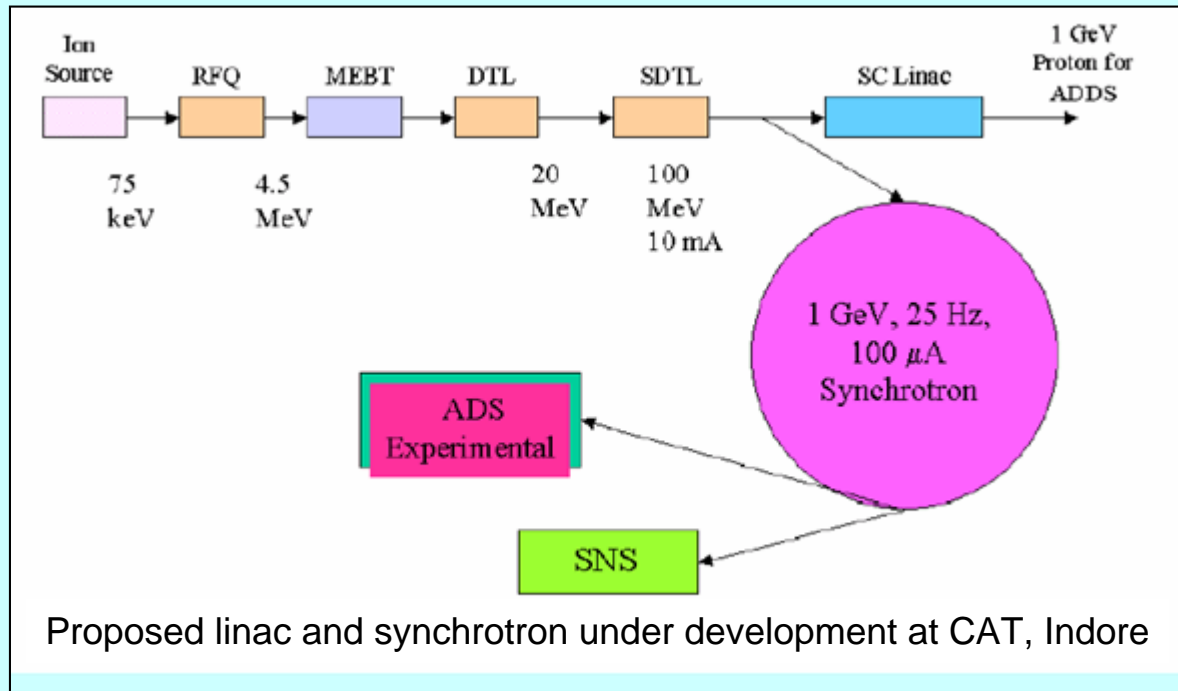 Ion
Source
RFQ
MEBT
DTL
SDTL
SC Linac
1 GeV
Proton for
ADDS
75
keV
4.5
MeV
20
MeV
100
MeV
10 mA
1 GeV, 25 Hz,
100 μA
Synchrotron
ADS
Experimental
SNS
Proposed linac and synchrotron under development at CAT, Indore